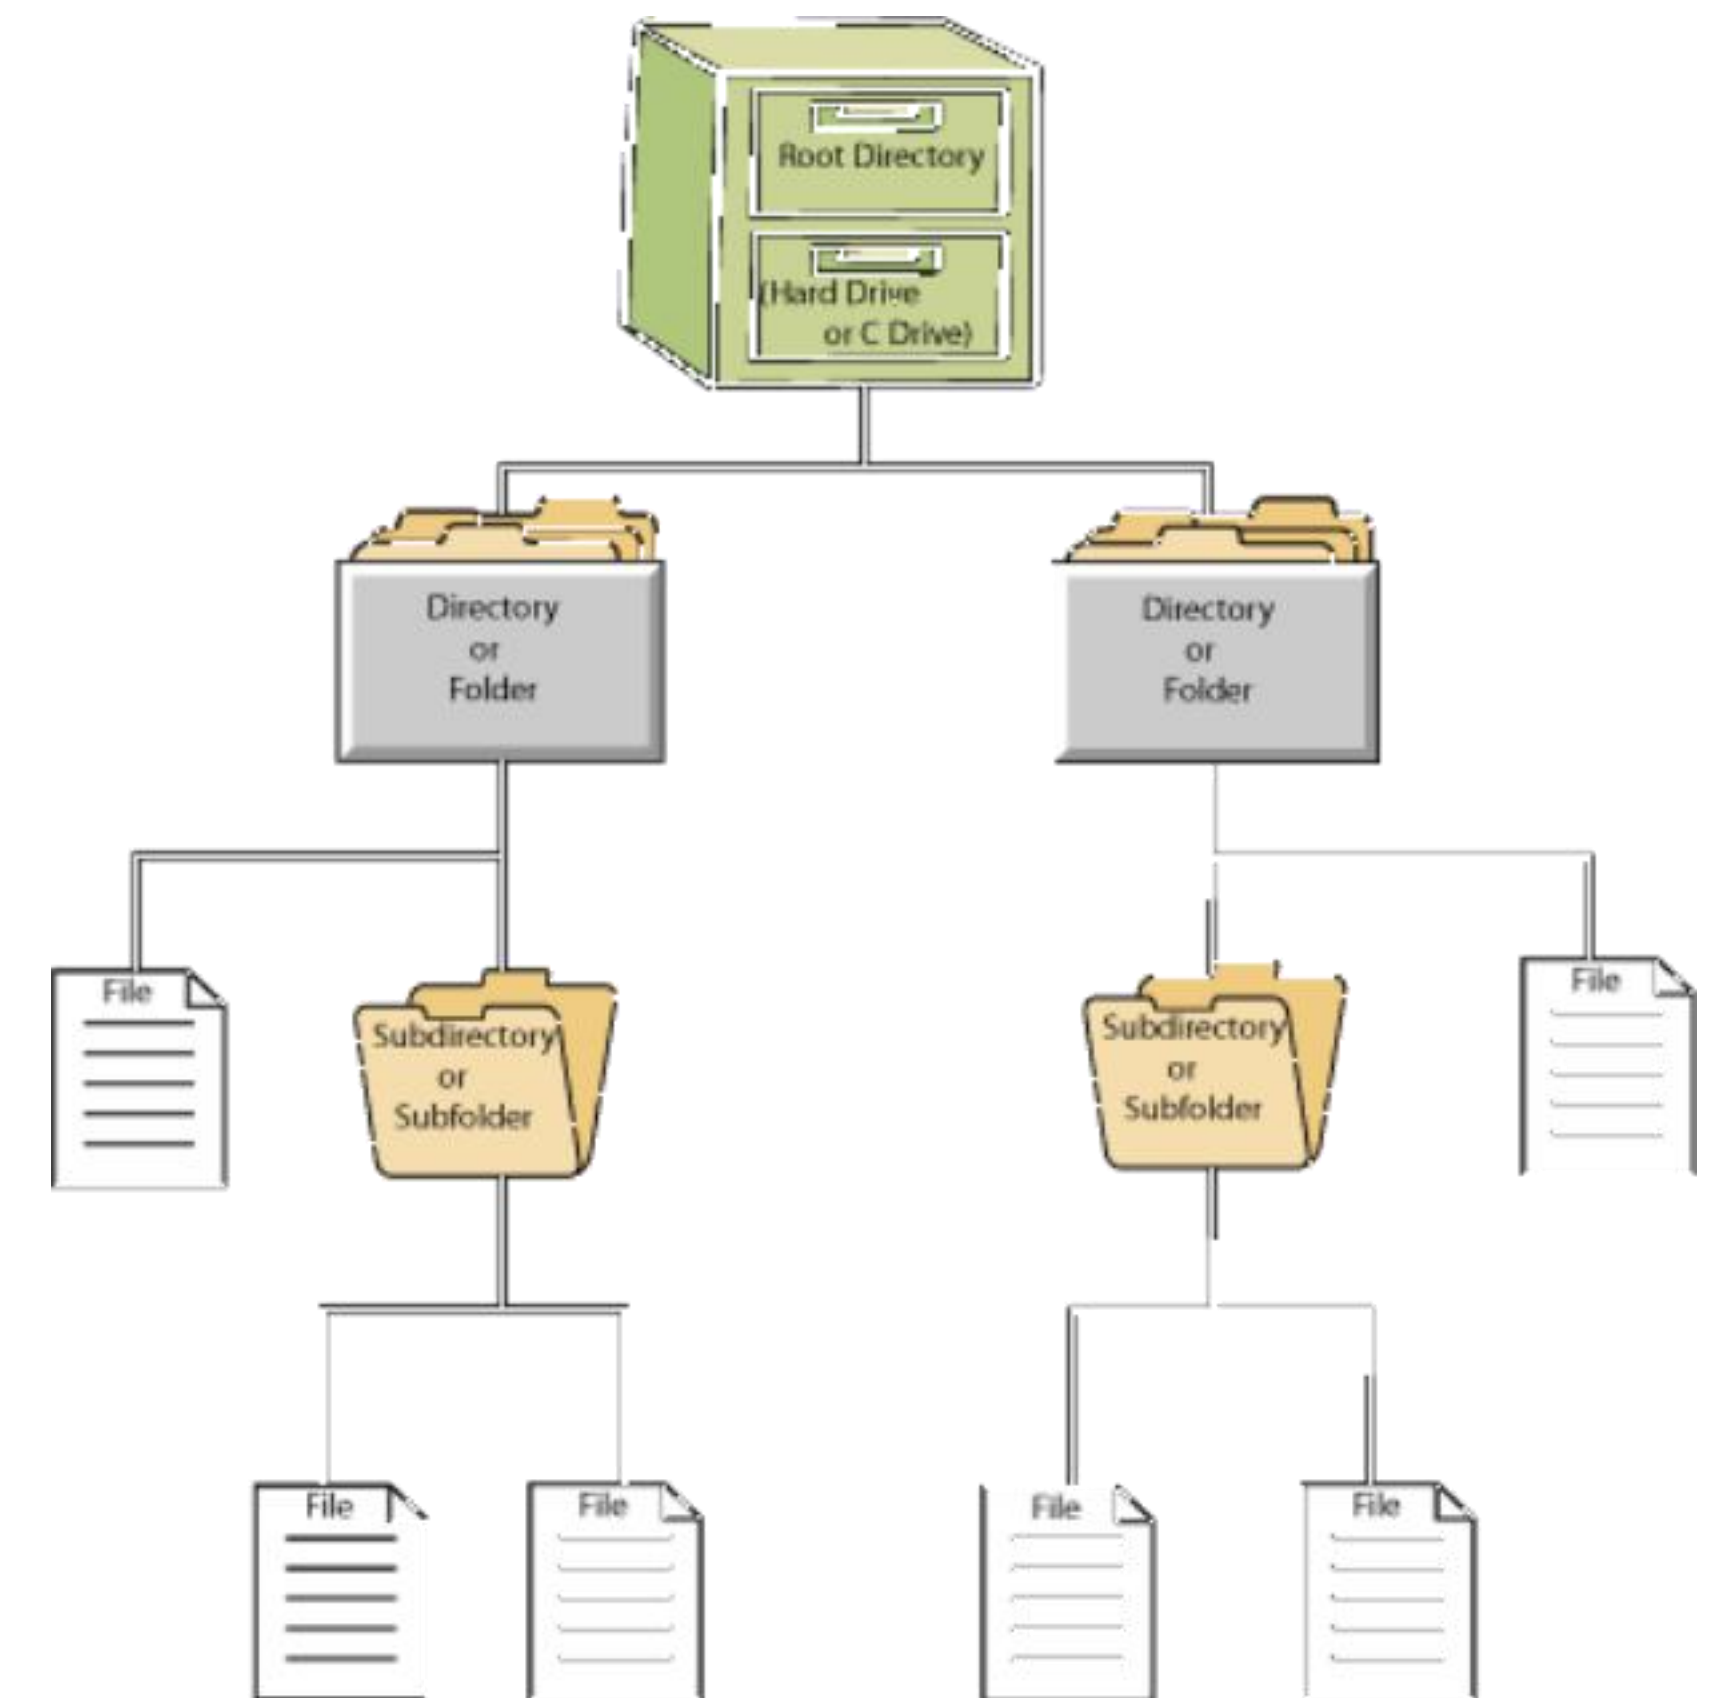 Root Directory
(Hard Drive
or C Drive)
Directory
or
Folder
Directory
or
Folder
File
Subdirectory
or
Subfolder
Subdirectory
or
Subfolder
File
File
File
File
File